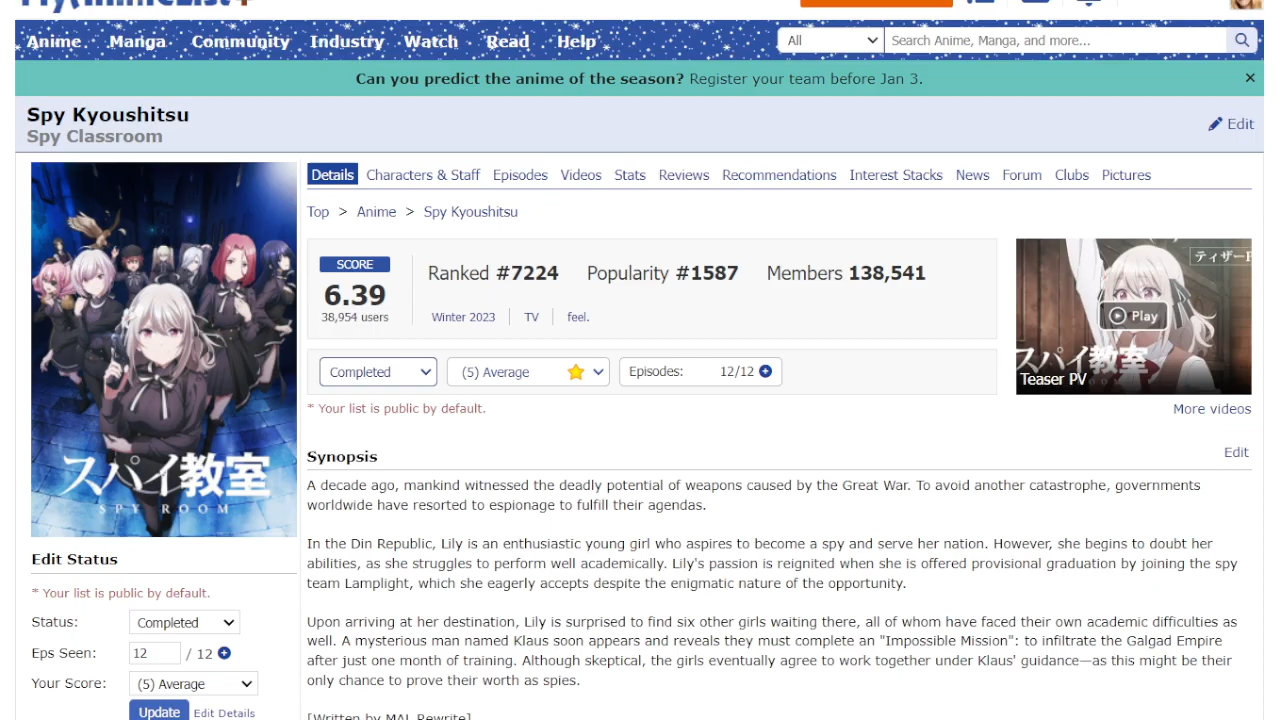 MyAnimeList
Anime Manga Community Industry Watch Read Help All Search Anime, Manga, and more...
Can you predict the anime of the season? Register your team before Jan 3. ×
Spy Kyoushitsu
Spy Classroom
Edit
Details Characters & Staff Episodes Videos Stats Reviews Recommendations Interest Stacks News Forum Clubs Pictures
Top > Anime > Spy Kyoushitsu
SCORE
6.39
38,954 users
Ranked #7224 Popularity #1587 Members 138,541
Winter 2023 TV feel.
Completed (5) Average Episodes: 12/12
* Your list is public by default.
Play
スパイ教室
Teaser PV
More videos
Synopsis
Edit
A decade ago, mankind witnessed the deadly potential of weapons caused by the Great War. To avoid another catastrophe, governments
worldwide have resorted to espionage to fulfill their agendas.
In the Din Republic, Lily is an enthusiastic young girl who aspires to become a spy and serve her nation. However, she begins to doubt her
abilities, as she struggles to perform well academically. Lily's passion is reignited when she is offered provisional graduation by joining the spy
team Lamplight, which she eagerly accepts despite the enigmatic nature of the opportunity.
Upon arriving at her destination, Lily is surprised to find six other girls waiting there, all of whom have faced their own academic difficulties as
well. A mysterious man named Klaus soon appears and reveals they must complete an "Impossible Mission": to infiltrate the Galgad Empire
after just one month of training. Although skeptical, the girls eventually agree to work together under Klaus' guidance—as this might be their
only chance to prove their worth as spies.
[Written by MAL Rewrite]
スパイ教室
SPY ROOM
Edit Status
* Your list is public by default.
Status: Completed
Eps Seen: 12 / 12
Your Score: (5) Average
Update Edit Details